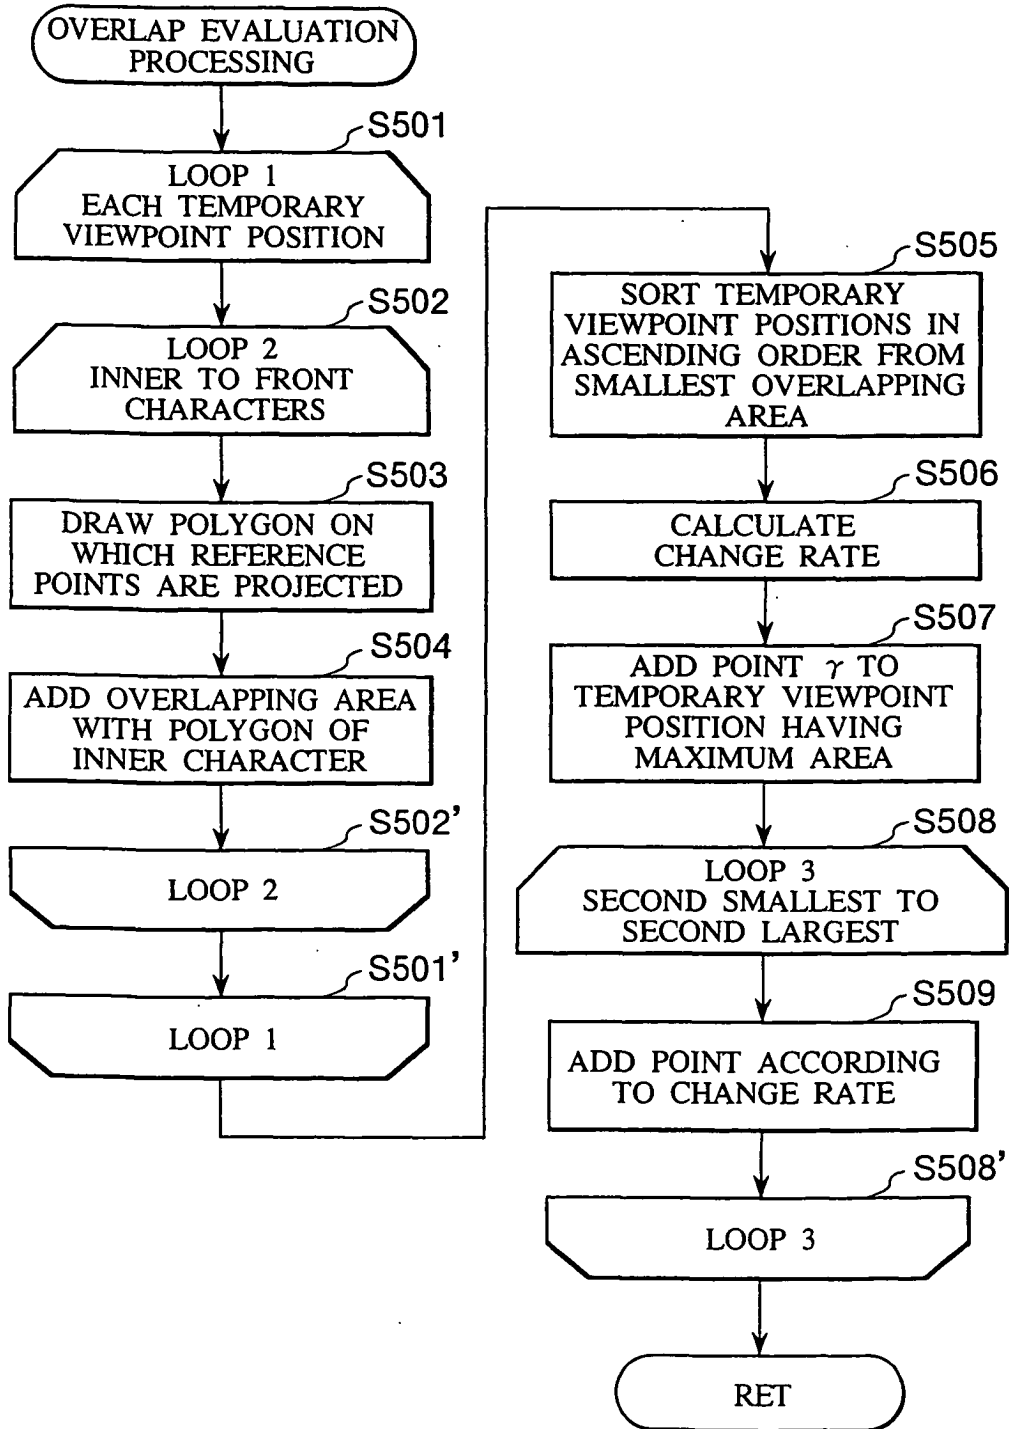 OVERLAP EVALUATION
PROCESSING
S501
LOOP 1
EACH TEMPORARY
VIEWPOINT POSITION
S502
LOOP 2
INNER TO FRONT
CHARACTERS
S503
DRAW POLYGON ON
WHICH REFERENCE
POINTS ARE PROJECTED
S504
ADD OVERLAPPING AREA
WITH POLYGON OF
INNER CHARACTER
S502'
LOOP 2
S501'
LOOP 1
S505
SORT TEMPORARY
VIEWPOINT POSITIONS IN
ASCENDING ORDER FROM
SMALLEST OVERLAPPING
AREA
S506
CALCULATE
CHANGE RATE
S507
ADD POINT γ TO
TEMPORARY VIEWPOINT
POSITION HAVING
MAXIMUM AREA
S508
LOOP 3
SECOND SMALLEST TO
SECOND LARGEST
S509
ADD POINT ACCORDING
TO CHANGE RATE
S508'
LOOP 3
RET